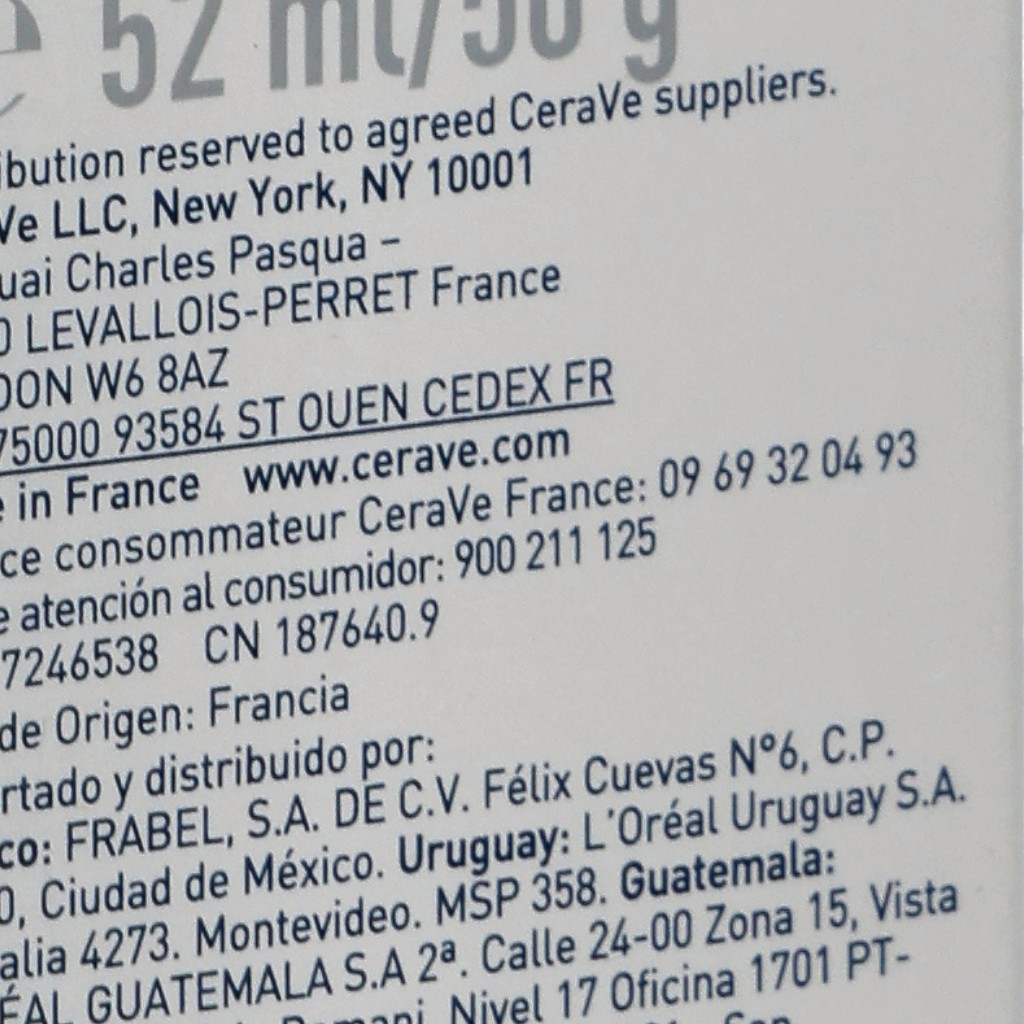 ℮ 52 ml/50 g
ibution reserved to agreed CeraVe suppliers.
Ve LLC, New York, NY 10001
uai Charles Pasqua –
0 LEVALLOIS-PERRET France
DON W6 8AZ
75000 93584 ST OUEN CEDEX FR
e in France www.cerave.com
ce consommateur CeraVe France: 09 69 32 04 93
e atención al consumidor: 900 211 125
7246538 CN 187640.9
de Origen: Francia
rtado y distribuido por:
co: FRABEL, S.A. DE C.V. Félix Cuevas Nº6, C.P.
0, Ciudad de México. Uruguay: L'Oréal Uruguay S.A.
alia 4273. Montevideo. MSP 358. Guatemala:
ÉAL GUATEMALA S.A 2ª. Calle 24-00 Zona 15, Vista
Nivel 17 Oficina 1701 PT-